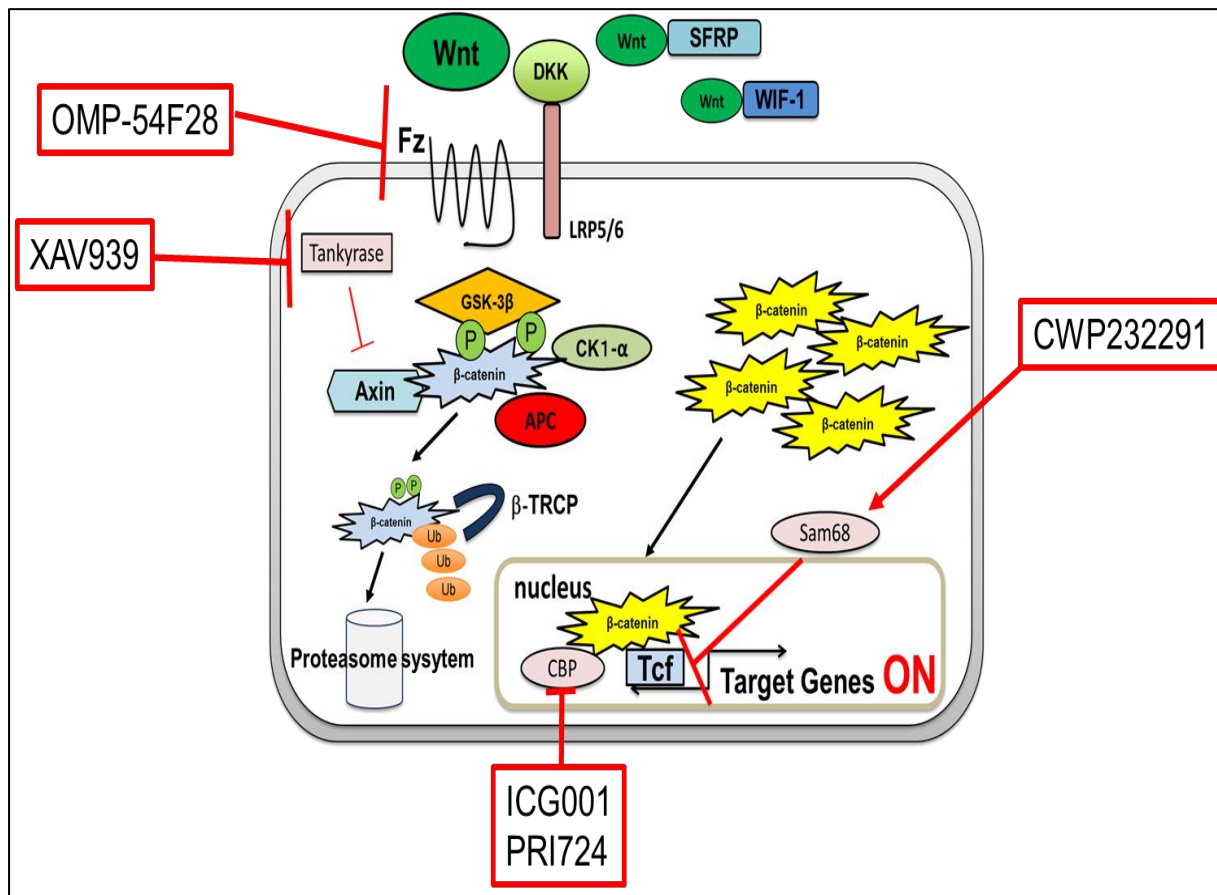 Wnt
DKK
Wnt SFRP
Wnt WIF-1
OMP-54F28
Fz
LRP5/6
XAV939
Tankyrase
GSK-3β
P P
CK1-α
β-catenin
Axin
APC
β-catenin
β-catenin
β-catenin
β-catenin
CWP232291
P P
β-catenin
β-TRCP
Ub
Ub
Ub
Sam68
Proteasome sysytem
nucleus
β-catenin
CBP
Tcf
Target Genes ON
ICG001
PRI724